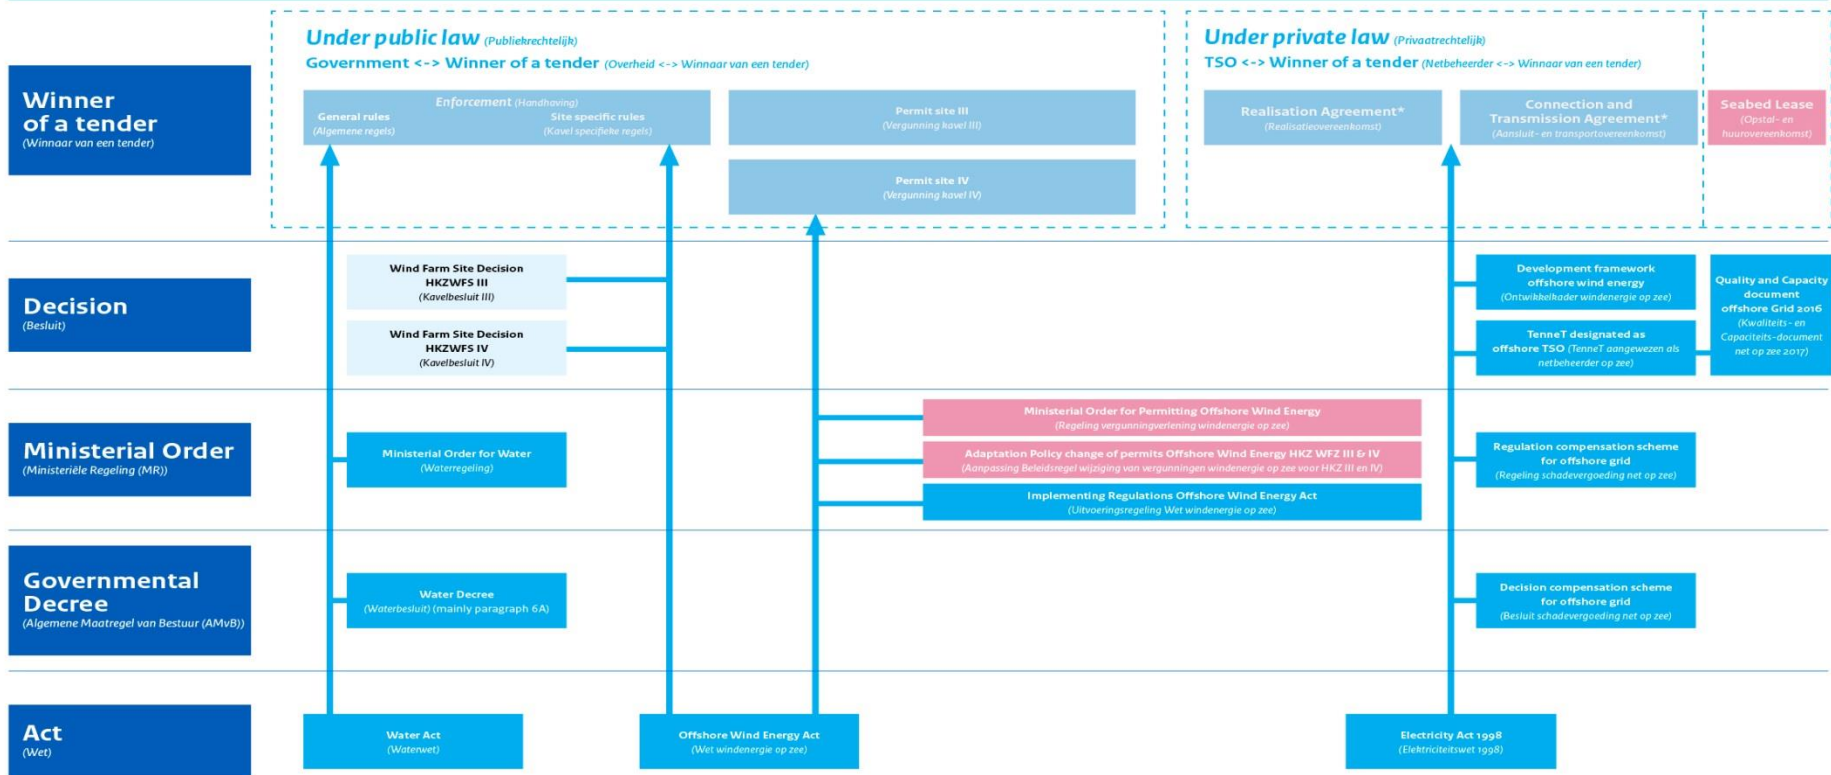 Under public law (Publiekrechtelijk)
Government <-> Winner of a tender (Overheid <-> Winnaar van een tender)
Under private law (Privaatrechtelijk)
TSO <-> Winner of a tender (Netbeheerder <-> Winnaar van een tender)
Winner
of a tender
(Winnaar van een tender)
Enforcement (Handhaving)
General rules
(Algemene regels)
Site specific rules
(Kavel specifieke regels)
Permit site III
(Vergunning kavel III)
Permit site IV
(Vergunning kavel IV)
Realisation Agreement*
(Realisatieovereenkomst)
Connection and
Transmission Agreement*
(Aansluit- en transportovereenkomst)
Seabed Lease
(Opstal- en
huurovereenkomst)
Decision
(Besluit)
Wind Farm Site Decision
HKZWFS III
(Kavelbesluit III)
Wind Farm Site Decision
HKZWFS IV
(Kavelbesluit IV)
Development framework
offshore wind energy
(Ontwikkelkader windenergie op zee)
TenneT designated as
offshore TSO (TenneT aangewezen als
netbeheerder op zee)
Quality and Capacity
document
offshore Grid 2016
(Kwaliteits- en
Capaciteits-document
net op zee 2017)
Ministerial Order
(Ministeriële Regeling (MR))
Ministerial Order for Water
(Waterregeling)
Ministerial Order for Permitting Offshore Wind Energy
(Regeling vergunningverlening windenergie op zee)
Adaptation Policy change of permits Offshore Wind Energy HKZ WFZ III & IV
(Aanpassing Beleidsregel wijziging van vergunningen windenergie op zee voor HKZ III en IV)
Implementing Regulations Offshore Wind Energy Act
(Uitvoeringsregeling Wet windenergie op zee)
Regulation compensation scheme
for offshore grid
(Regeling schadevergoeding net op zee)
Governmental
Decree
(Algemene Maatregel van Bestuur (AMvB))
Water Decree
(Waterbesluit) (mainly paragraph 6A)
Decision compensation scheme
for offshore grid
(Besluit schadevergoeding net op zee)
Act
(Wet)
Water Act
(Waterwet)
Offshore Wind Energy Act
(Wet windenergie op zee)
Electricity Act 1998
(Elektriciteitswet 1998)